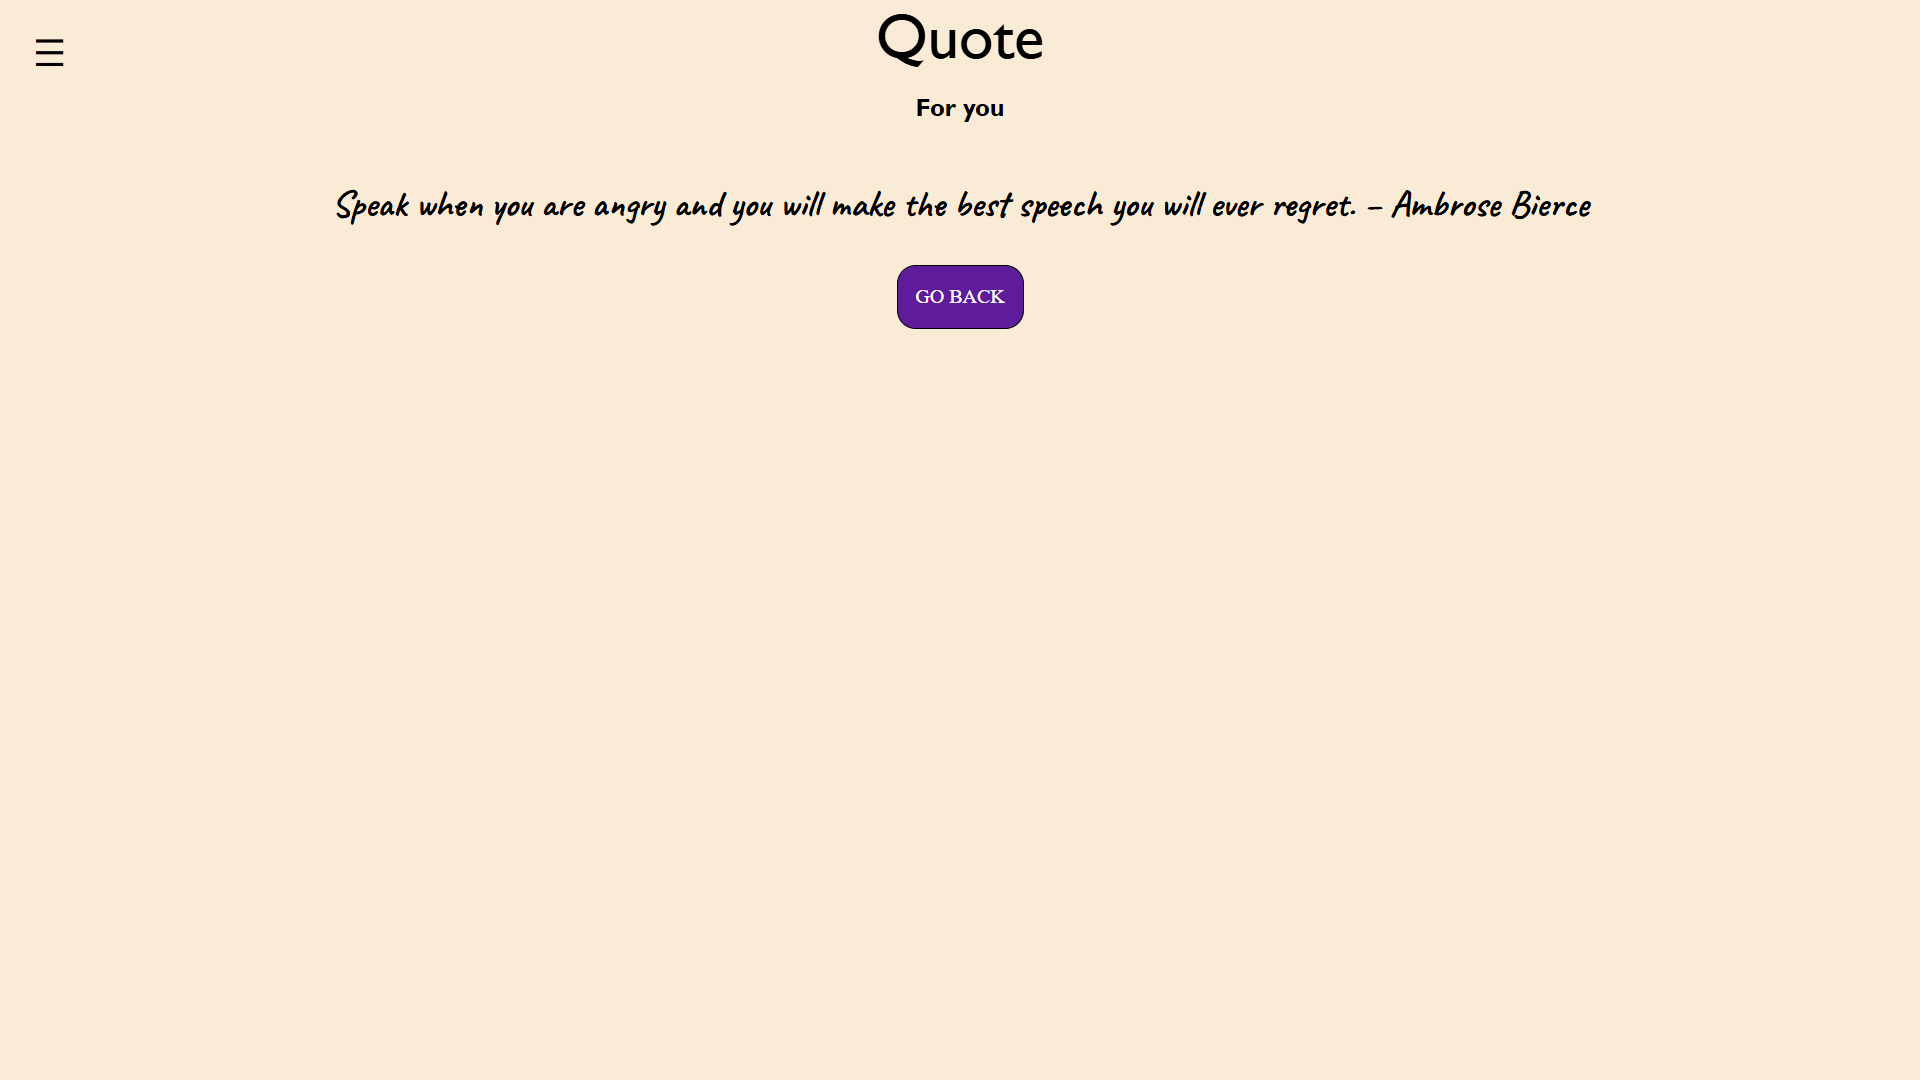 Quote
For you
Speak when you are angry and you will make the best speech you will ever regret. – Ambrose Bierce
GO BACK